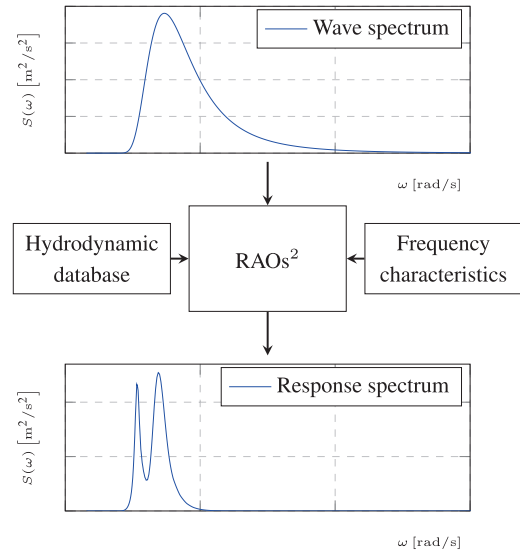 Wave spectrum
S(ω) [m²/s²]
ω [rad/s]
Hydrodynamic
database
RAOs²
Frequency
characteristics
Response spectrum
S(ω) [m²/s²]
ω [rad/s]